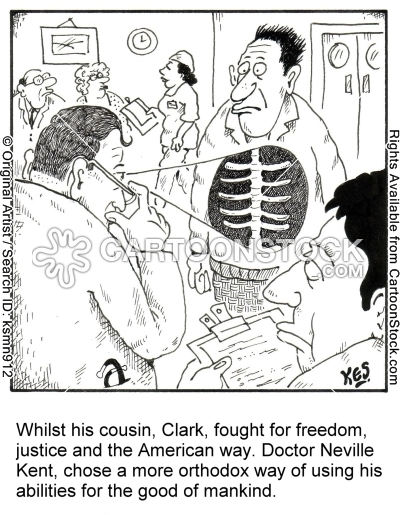 © Original Artist / Search ID: ksmn912
Rights Available from CartoonStock.com
CARTOONSTOCK
.COM
KES.
Whilst his cousin, Clark, fought for freedom,
justice and the American way. Doctor Neville
Kent, chose a more orthodox way of using his
abilities for the good of mankind.